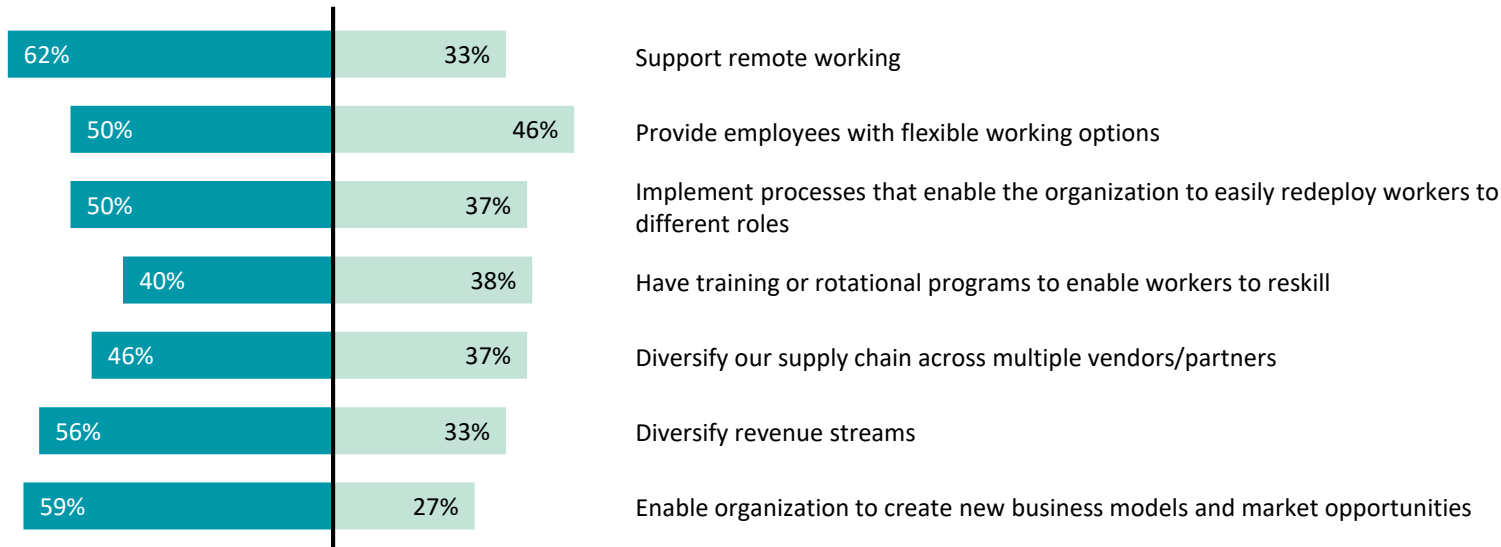 62% 33% Support remote working
50% 46% Provide employees with flexible working options
50% 37% Implement processes that enable the organization to easily redeploy workers to
different roles
40% 38% Have training or rotational programs to enable workers to reskill
46% 37% Diversify our supply chain across multiple vendors/partners
56% 33% Diversify revenue streams
59% 27% Enable organization to create new business models and market opportunities